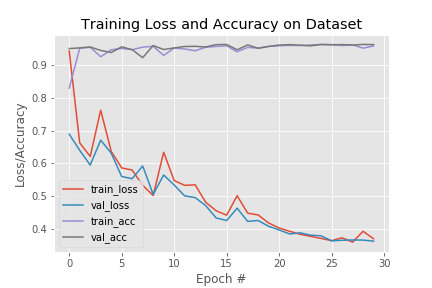 Training Loss and Accuracy on Dataset
Loss/Accuracy
0.9
0.8
0.7
0.6
0.5
0.4
train_loss
val_loss
train_acc
val_acc
0 5 10 15 20 25 30
Epoch #